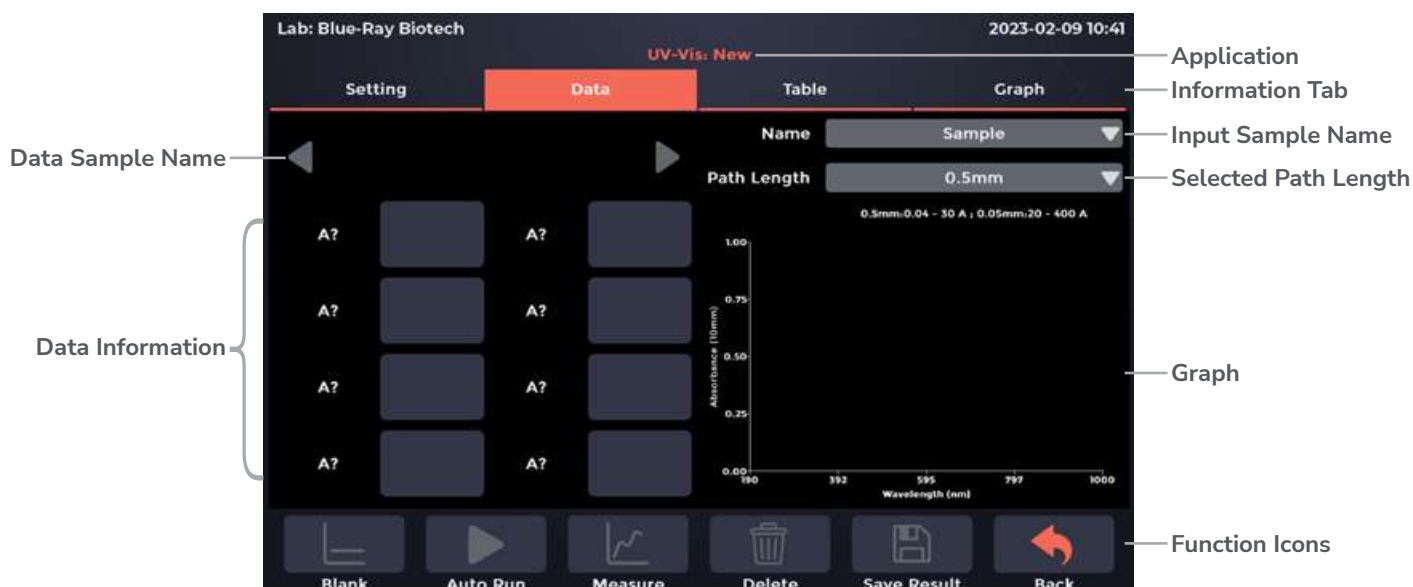 Lab: Blue-Ray Biotech 2023-02-09 10:41
UV-Vis: New
Application
Setting Data Table Graph
Information Tab
Name Sample
Input Sample Name
Data Sample Name
Path Length 0.5mm
Selected Path Length
0.5mm:0.04 - 30 A ; 0.05mm:20 - 400 A
A? A?
A? A?
A? A?
A? A?
Data Information
1.00
0.75
0.50
0.25
0.00
Absorbance (10mm)
190 392 595 797 1000
Wavelength (nm)
Graph
Blank Auto Run Measure Delete Save Result Back
Function Icons